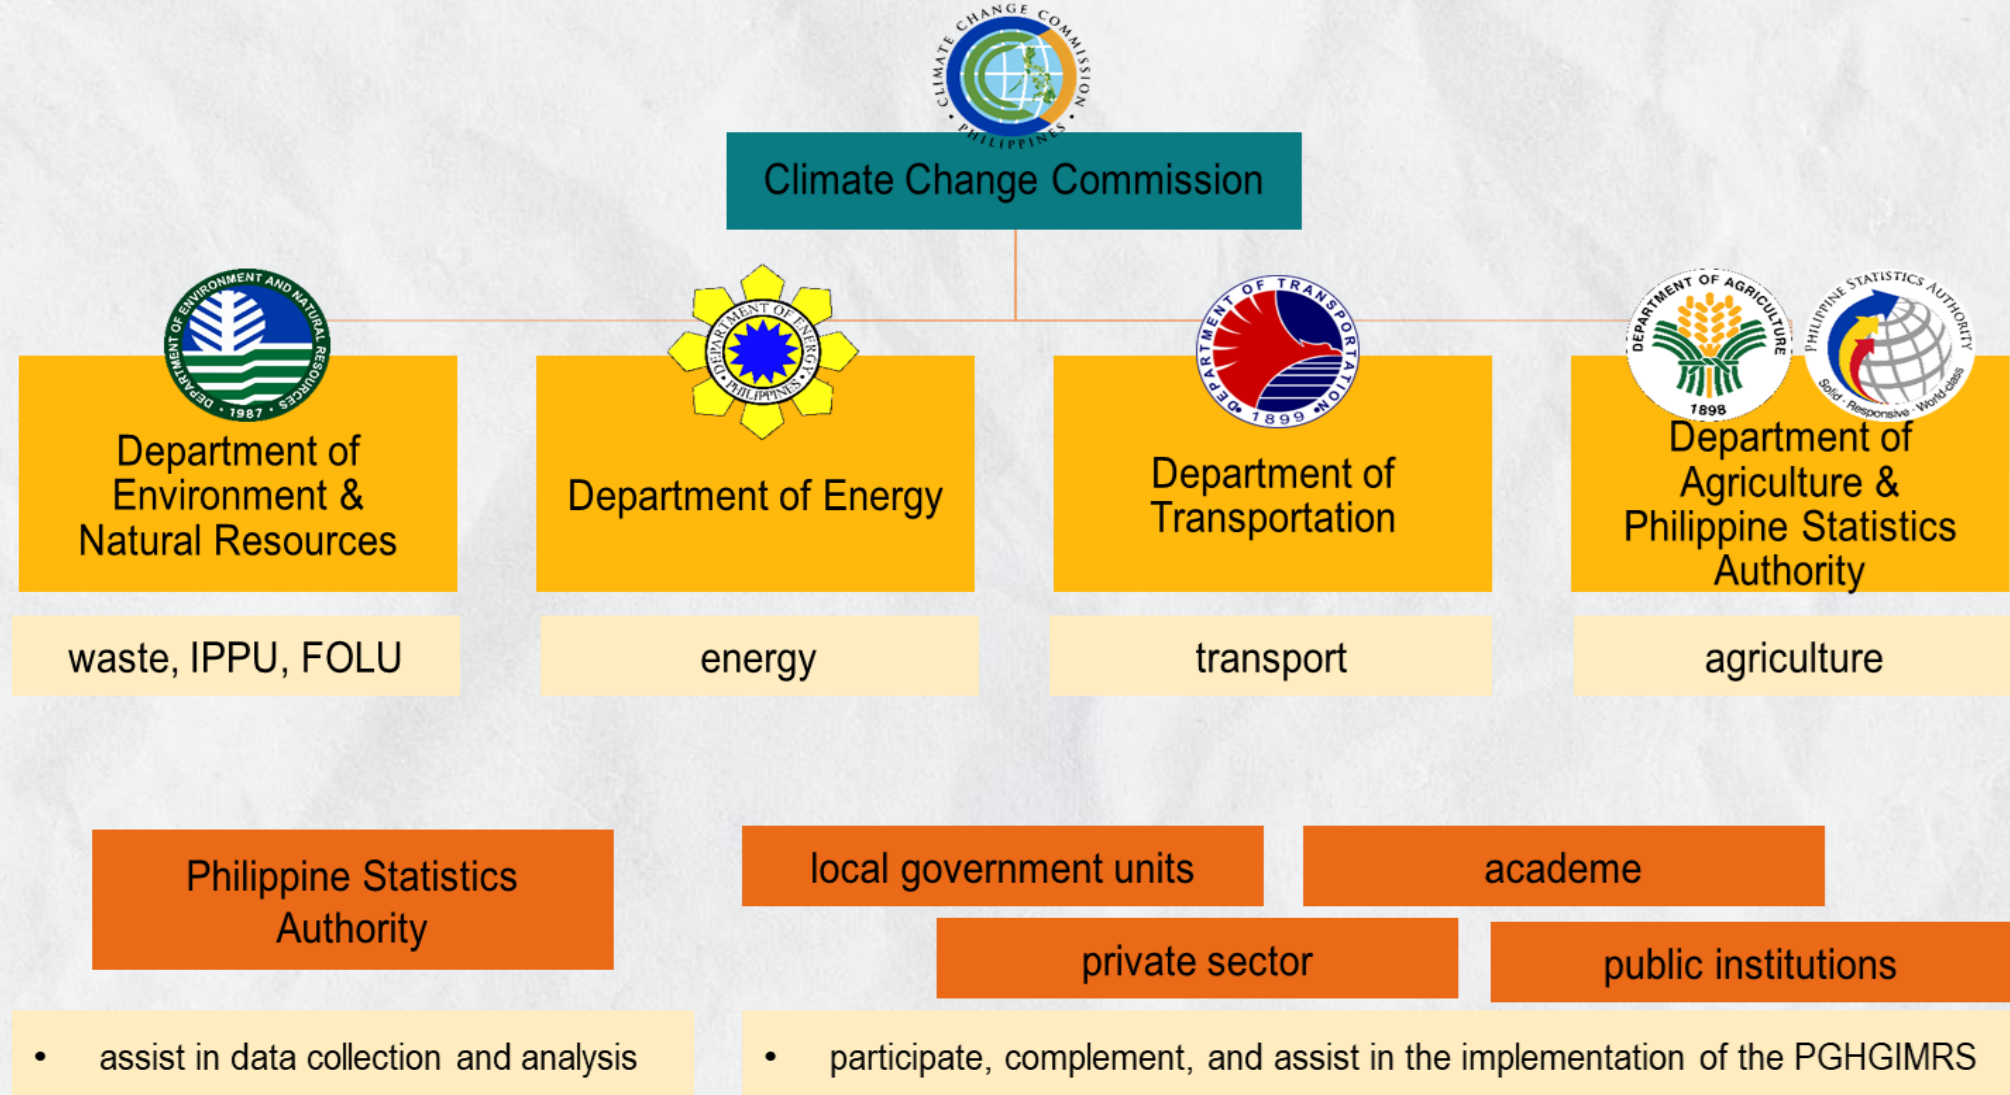 CLIMATE CHANGE COMMISSION
PHILIPPINES
Climate Change Commission
DEPARTMENT OF ENVIRONMENT AND NATURAL RESOURCES
1987
DEPARTMENT OF ENERGY
PHILIPPINES
DEPARTMENT OF TRANSPORTATION
1899
DEPARTMENT OF AGRICULTURE
1898
PHILIPPINE STATISTICS AUTHORITY
Solid · Responsive · World-class
Department of
Environment &
Natural Resources
Department of Energy
Department of
Transportation
Department of
Agriculture &
Philippine Statistics
Authority
waste, IPPU, FOLU
energy
transport
agriculture
Philippine Statistics
Authority
local government units
academe
private sector
public institutions
• assist in data collection and analysis
• participate, complement, and assist in the implementation of the PGHGIMRS